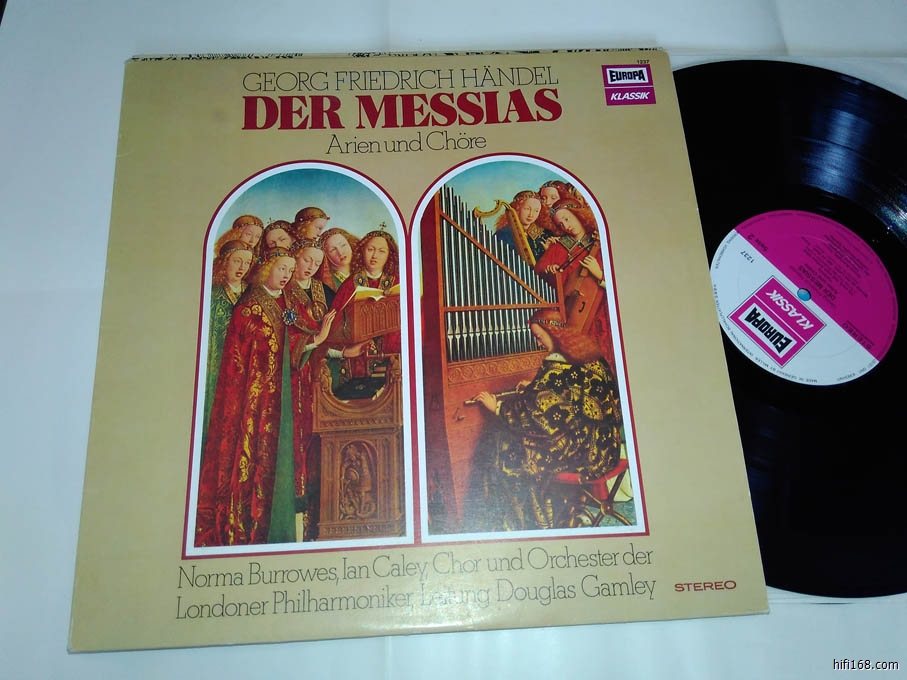 1237
GEORG FRIEDRICH HÄNDEL
DER MESSIAS
Arien und Chöre
EUROPA
KLASSIK
Norma Burrowes, Ian Caley Chor und Orchester der
Londoner Philharmoniker, Leitung Douglas Gamley
STEREO
1237
EUROPA
KLASSIK
hifi168.com